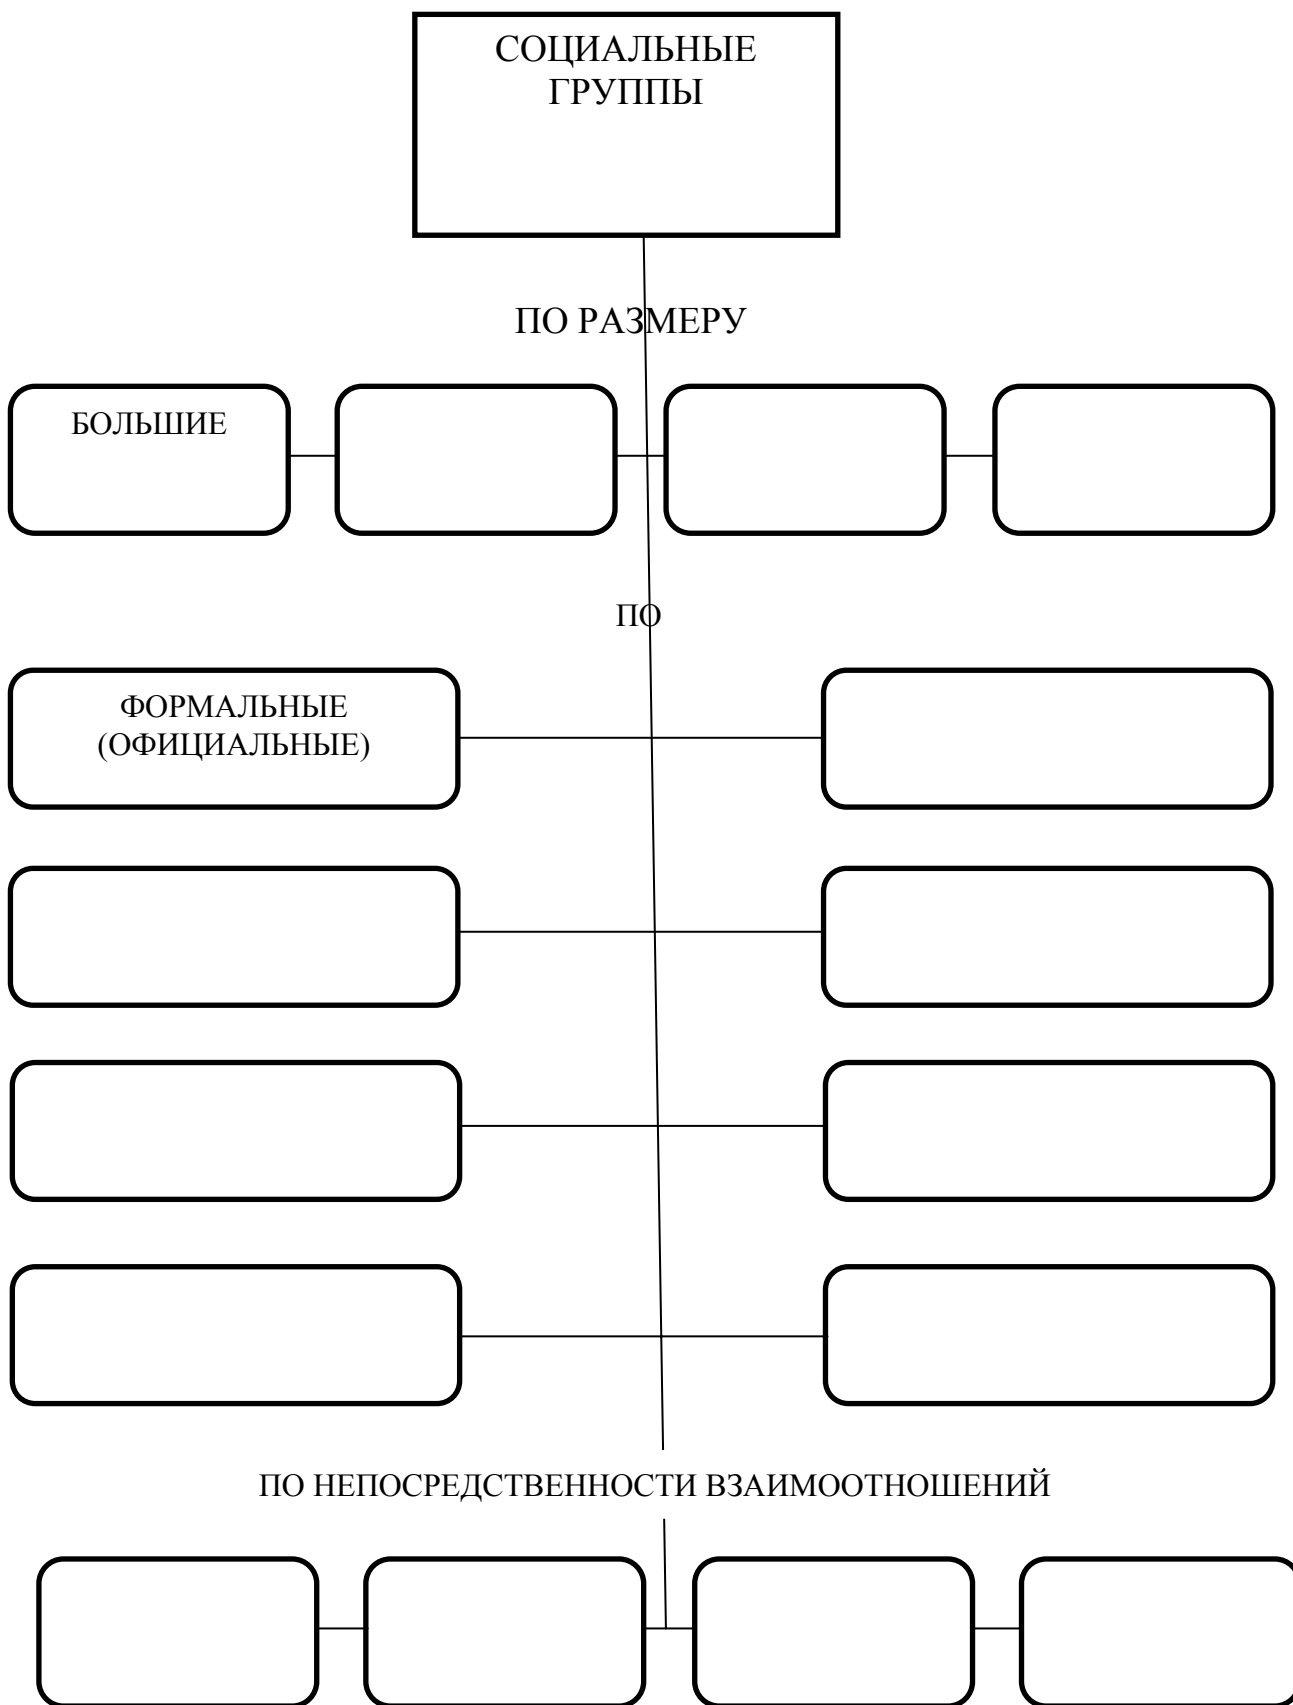 СОЦИАЛЬНЫЕ
ГРУППЫ
ПО РАЗМЕРУ
БОЛЬШИЕ
ПО
ФОРМАЛЬНЫЕ
(ОФИЦИАЛЬНЫЕ)
ПО НЕПОСРЕДСТВЕННОСТИ ВЗАИМООТНОШЕНИЙ